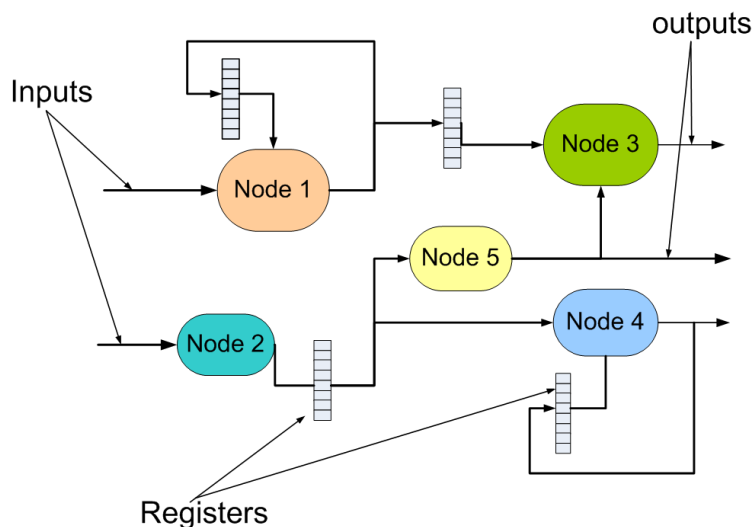 outputs
Inputs
Node 3
Node 1
Node 5
Node 4
Node 2
Registers